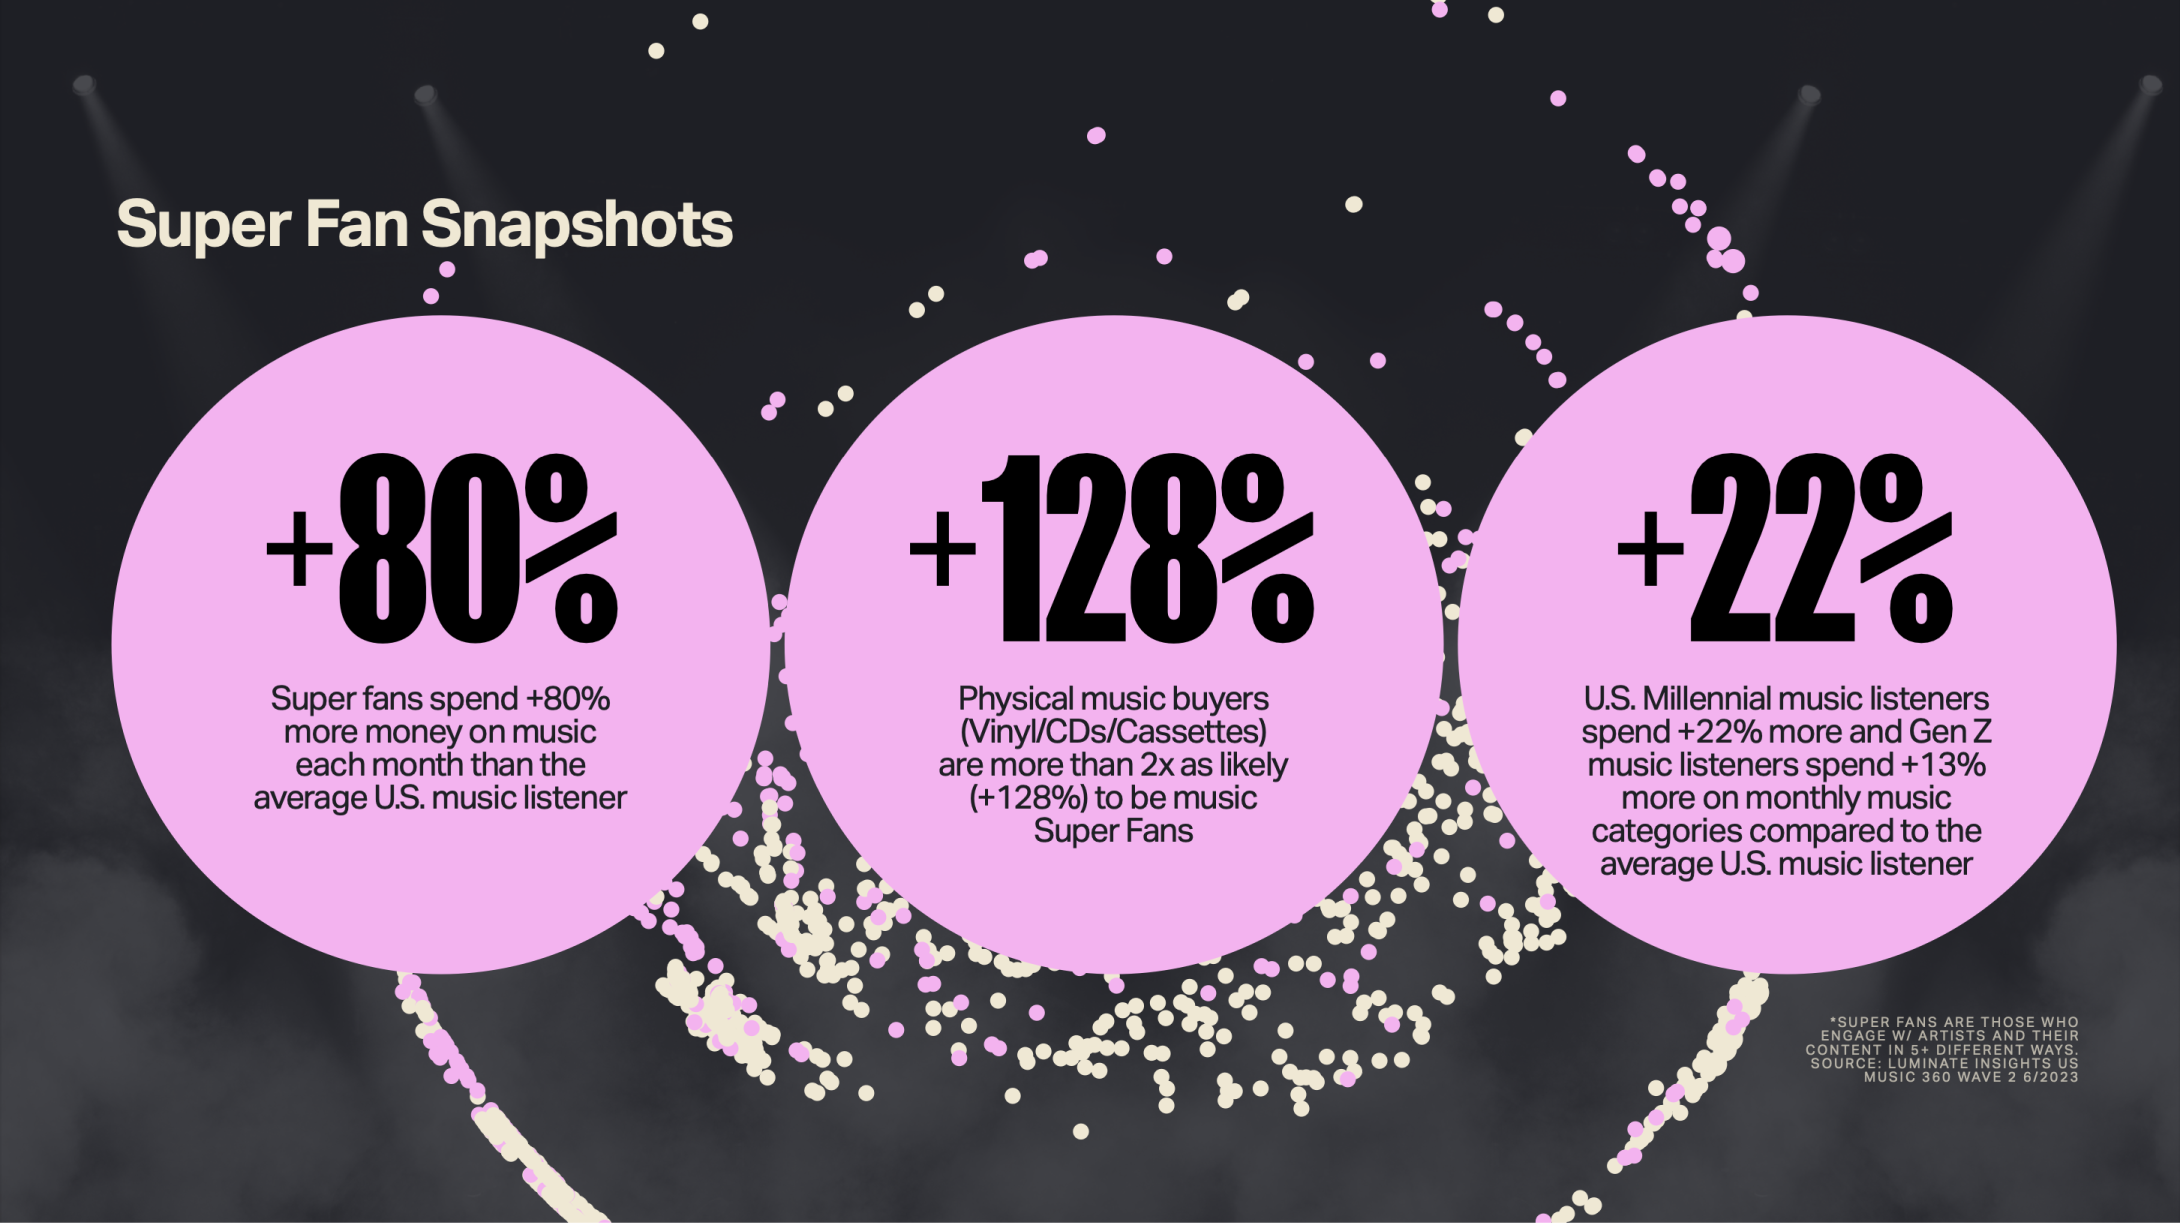 Super Fan Snapshots
+80%
Super fans spend +80%
more money on music
each month than the
average U.S. music listener
+128%
Physical music buyers
(Vinyl/CDs/Cassettes)
are more than 2x as likely
(+128%) to be music
Super Fans
+22%
U.S. Millennial music listeners
spend +22% more and Gen Z
music listeners spend +13%
more on monthly music
categories compared to the
average U.S. music listener
*SUPER FANS ARE THOSE WHO
ENGAGE W/ ARTISTS AND THEIR
CONTENT IN 5+ DIFFERENT WAYS.
SOURCE: LUMINATE INSIGHTS US
MUSIC 360 WAVE 2 6/2023